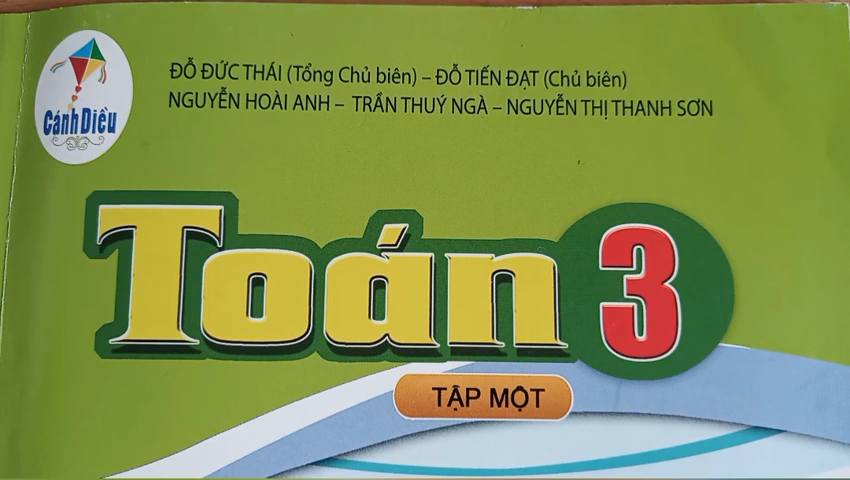 Cánh Diều
ĐỖ ĐỨC THÁI (Tổng Chủ biên) – ĐỖ TIẾN ĐẠT (Chủ biên)
NGUYỄN HOÀI ANH – TRẦN THUÝ NGÀ – NGUYỄN THỊ THANH SƠN
Toán 3
TẬP MỘT